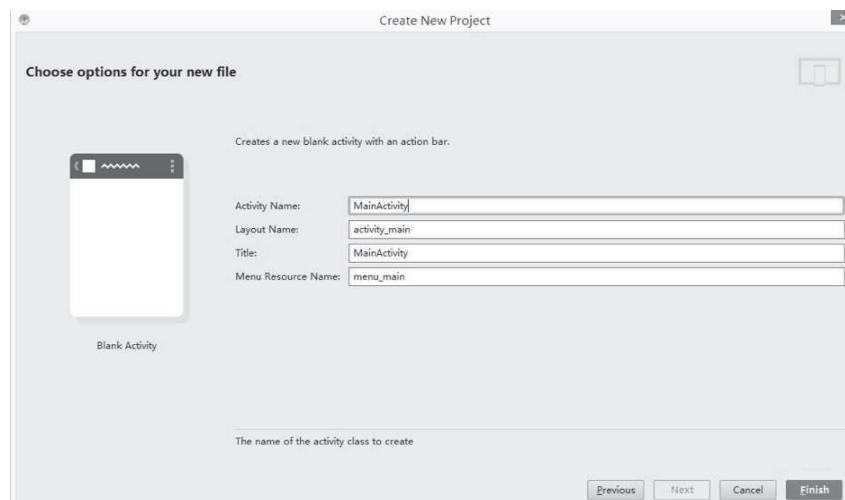 Create New Project
Choose options for your new file
Creates a new blank activity with an action bar.
Activity Name: MainActivity
Layout Name: activity_main
Title: MainActivity
Menu Resource Name: menu_main
Blank Activity
The name of the activity class to create
Previous Next Cancel Finish